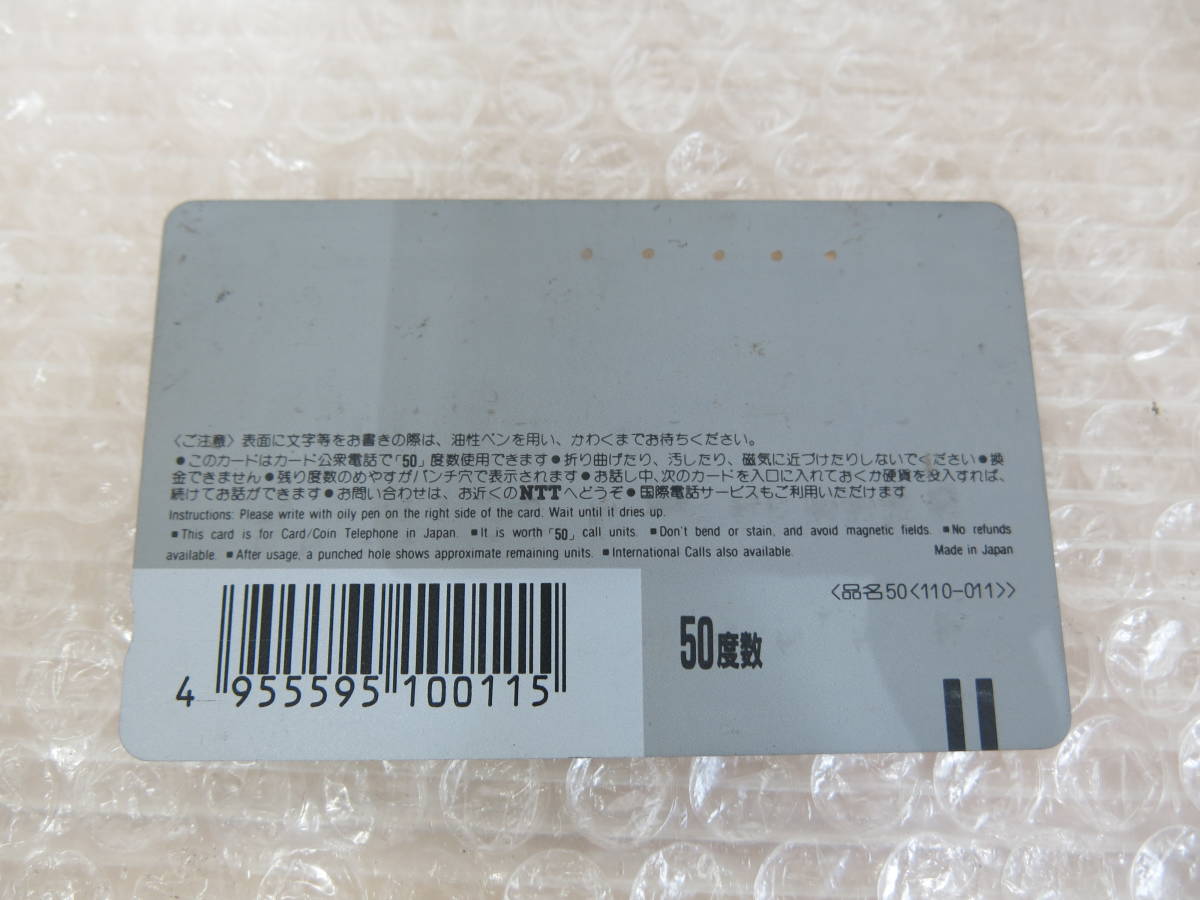 〈ご注意〉表面に文字等をお書きの際は、油性ペンを用い、かわくまでお待ちください。
●このカードはカード公衆電話で「50」度数使用できます●折り曲げたり、汚したり、磁気に近づけたりしないでください●換
金できません●残り度数のめやすがパンチ穴で表示されます●お話し中、次のカードを入口に入れておくか硬貨を投入すれば、
続けてお話ができます●お問い合わせは、お近くのNTTへどうぞ●国際電話サービスもご利用いただけます
Instructions: Please write with oily pen on the right side of the card. Wait until it dries up.
■This card is for Card/Coin Telephone in Japan. ■It is worth「50」call units. ■Don't bend or stain, and avoid magnetic fields. ■No refunds
available. ■After usage, a punched hole shows approximate remaining units. ■International Calls also available. Made in Japan
〈品名50〈110-011〉〉
50度数
4 955595 100115